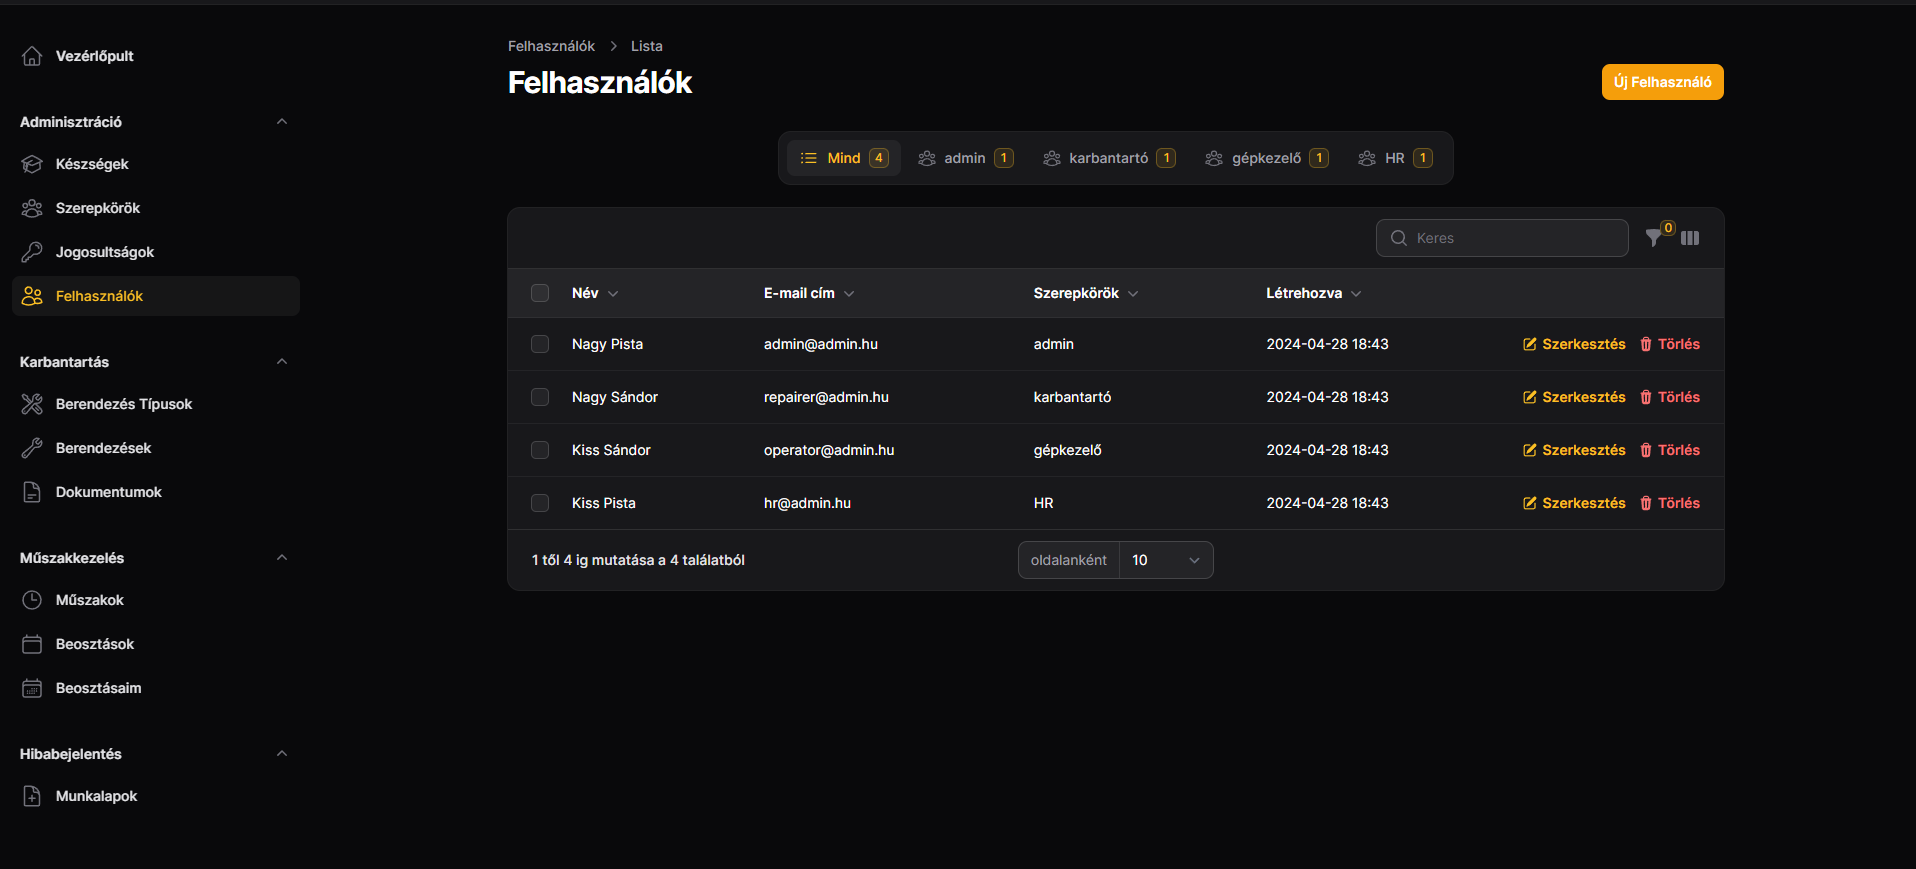 Vezérlőpult
Adminisztráció
Készségek
Szerepkörök
Jogosultságok
Felhasználók
Karbantartás
Berendezés Típusok
Berendezések
Dokumentumok
Műszakkezelés
Műszakok
Beosztások
Beosztásaim
Hibabejelentés
Munkalapok
Felhasználók > Lista
Felhasználók
Új Felhasználó
Mind 4 admin 1 karbantartó 1 gépkezelő 1 HR 1
Keres 0
Név E-mail cím Szerepkörök Létrehozva
Nagy Pista admin@admin.hu admin 2024-04-28 18:43 Szerkesztés Törlés
Nagy Sándor repairer@admin.hu karbantartó 2024-04-28 18:43 Szerkesztés Törlés
Kiss Sándor operator@admin.hu gépkezelő 2024-04-28 18:43 Szerkesztés Törlés
Kiss Pista hr@admin.hu HR 2024-04-28 18:43 Szerkesztés Törlés
1 től 4 ig mutatása a 4 találatból oldalanként 10